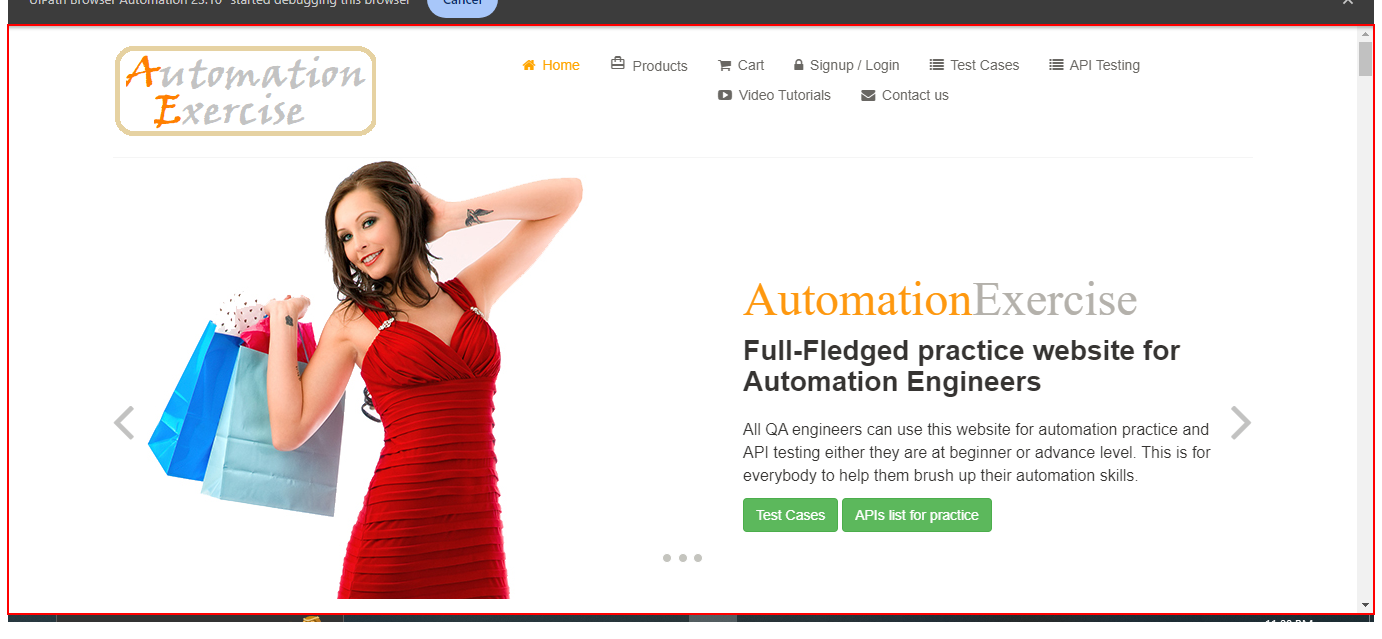 UiPath Browser Automation 23.10" started debugging this browser
Cancel
Automation
Exercise
Home
Products
Cart
Signup / Login
Test Cases
API Testing
Video Tutorials
Contact us
AutomationExercise
Full-Fledged practice website for
Automation Engineers
All QA engineers can use this website for automation practice and
API testing either they are at beginner or advance level. This is for
everybody to help them brush up their automation skills.
Test Cases
APIs list for practice